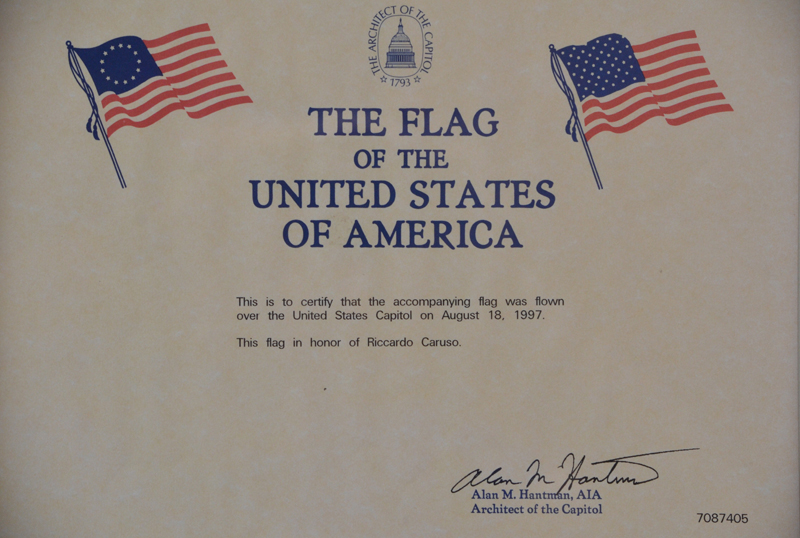 THE ARCHITECT OF THE CAPITOL
1793
THE FLAG
OF THE
UNITED STATES
OF AMERICA
This is to certify that the accompanying flag was flown
over the United States Capitol on August 18, 1997.
This flag in honor of Riccardo Caruso.
Alan M Hantman
Alan M. Hantman, AIA
Architect of the Capitol
7087405